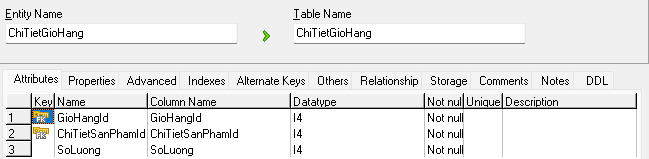 Entity Name Table Name
ChiTietGioHang ChiTietGioHang
Attributes Properties Advanced Indexes Alternate Keys Others Relationship Storage Comments Notes DDL
Key Name Column Name Datatype Not nul Unique Description
1 GioHangId GioHangId I4 Not null
2 FK ChiTietSanPhamId ChiTietSanPhamId I4 Not null
3 SoLuong SoLuong I4 Not null